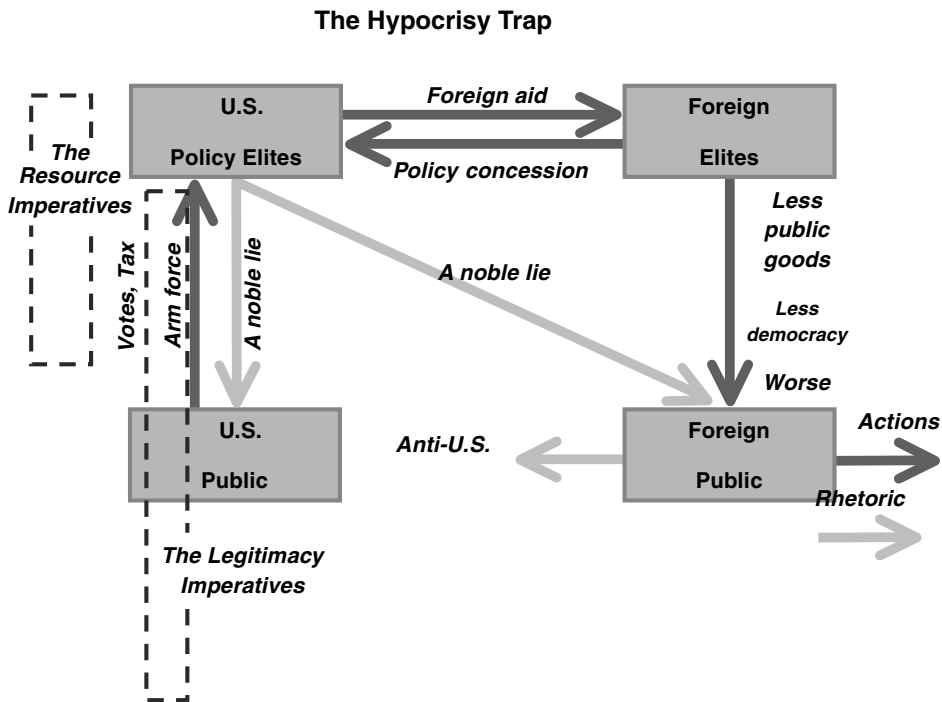 The Hypocrisy Trap
U.S.
Policy Elites
Foreign aid
Policy concession
Foreign
Elites
The
Resource
Imperatives
Votes, Tax
Arm force
A noble lie
A noble lie
Less
public
goods
Less
democracy
Worse
U.S.
Public
Anti-U.S.
Foreign
Public
Actions
Rhetoric
The Legitimacy
Imperatives